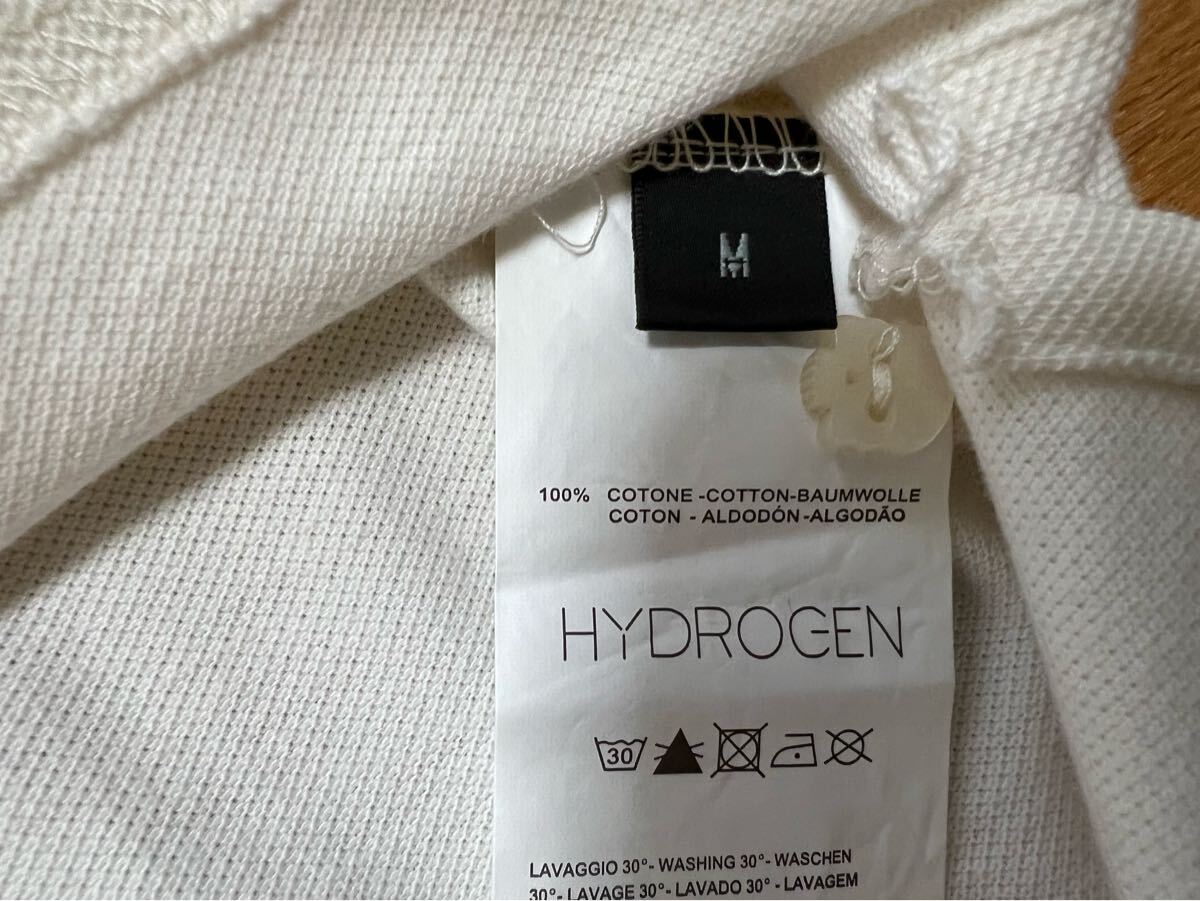 M
100% COTONE -COTTON-BAUMWOLLE
COTON - ALDODÓN -ALGODÃO
HYDROGEN
30
LAVAGGIO 30°- WASHING 30°- WASCHEN
30°- LAVAGE 30°- LAVADO 30° - LAVAGEM